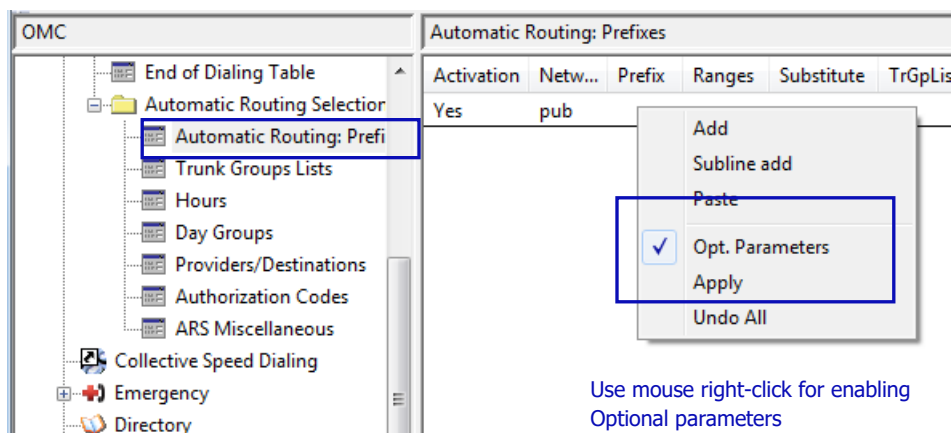 OMC
Automatic Routing: Prefixes
End of Dialing Table
Automatic Routing Selection
Automatic Routing: Prefi
Trunk Groups Lists
Hours
Day Groups
Providers/Destinations
Authorization Codes
ARS Miscellaneous
Collective Speed Dialing
Emergency
Directory
Activation Netw... Prefix Ranges Substitute TrGpLis
Yes pub
Add
Subline add
Paste
Opt. Parameters
Apply
Undo All
Use mouse right-click for enabling
Optional parameters